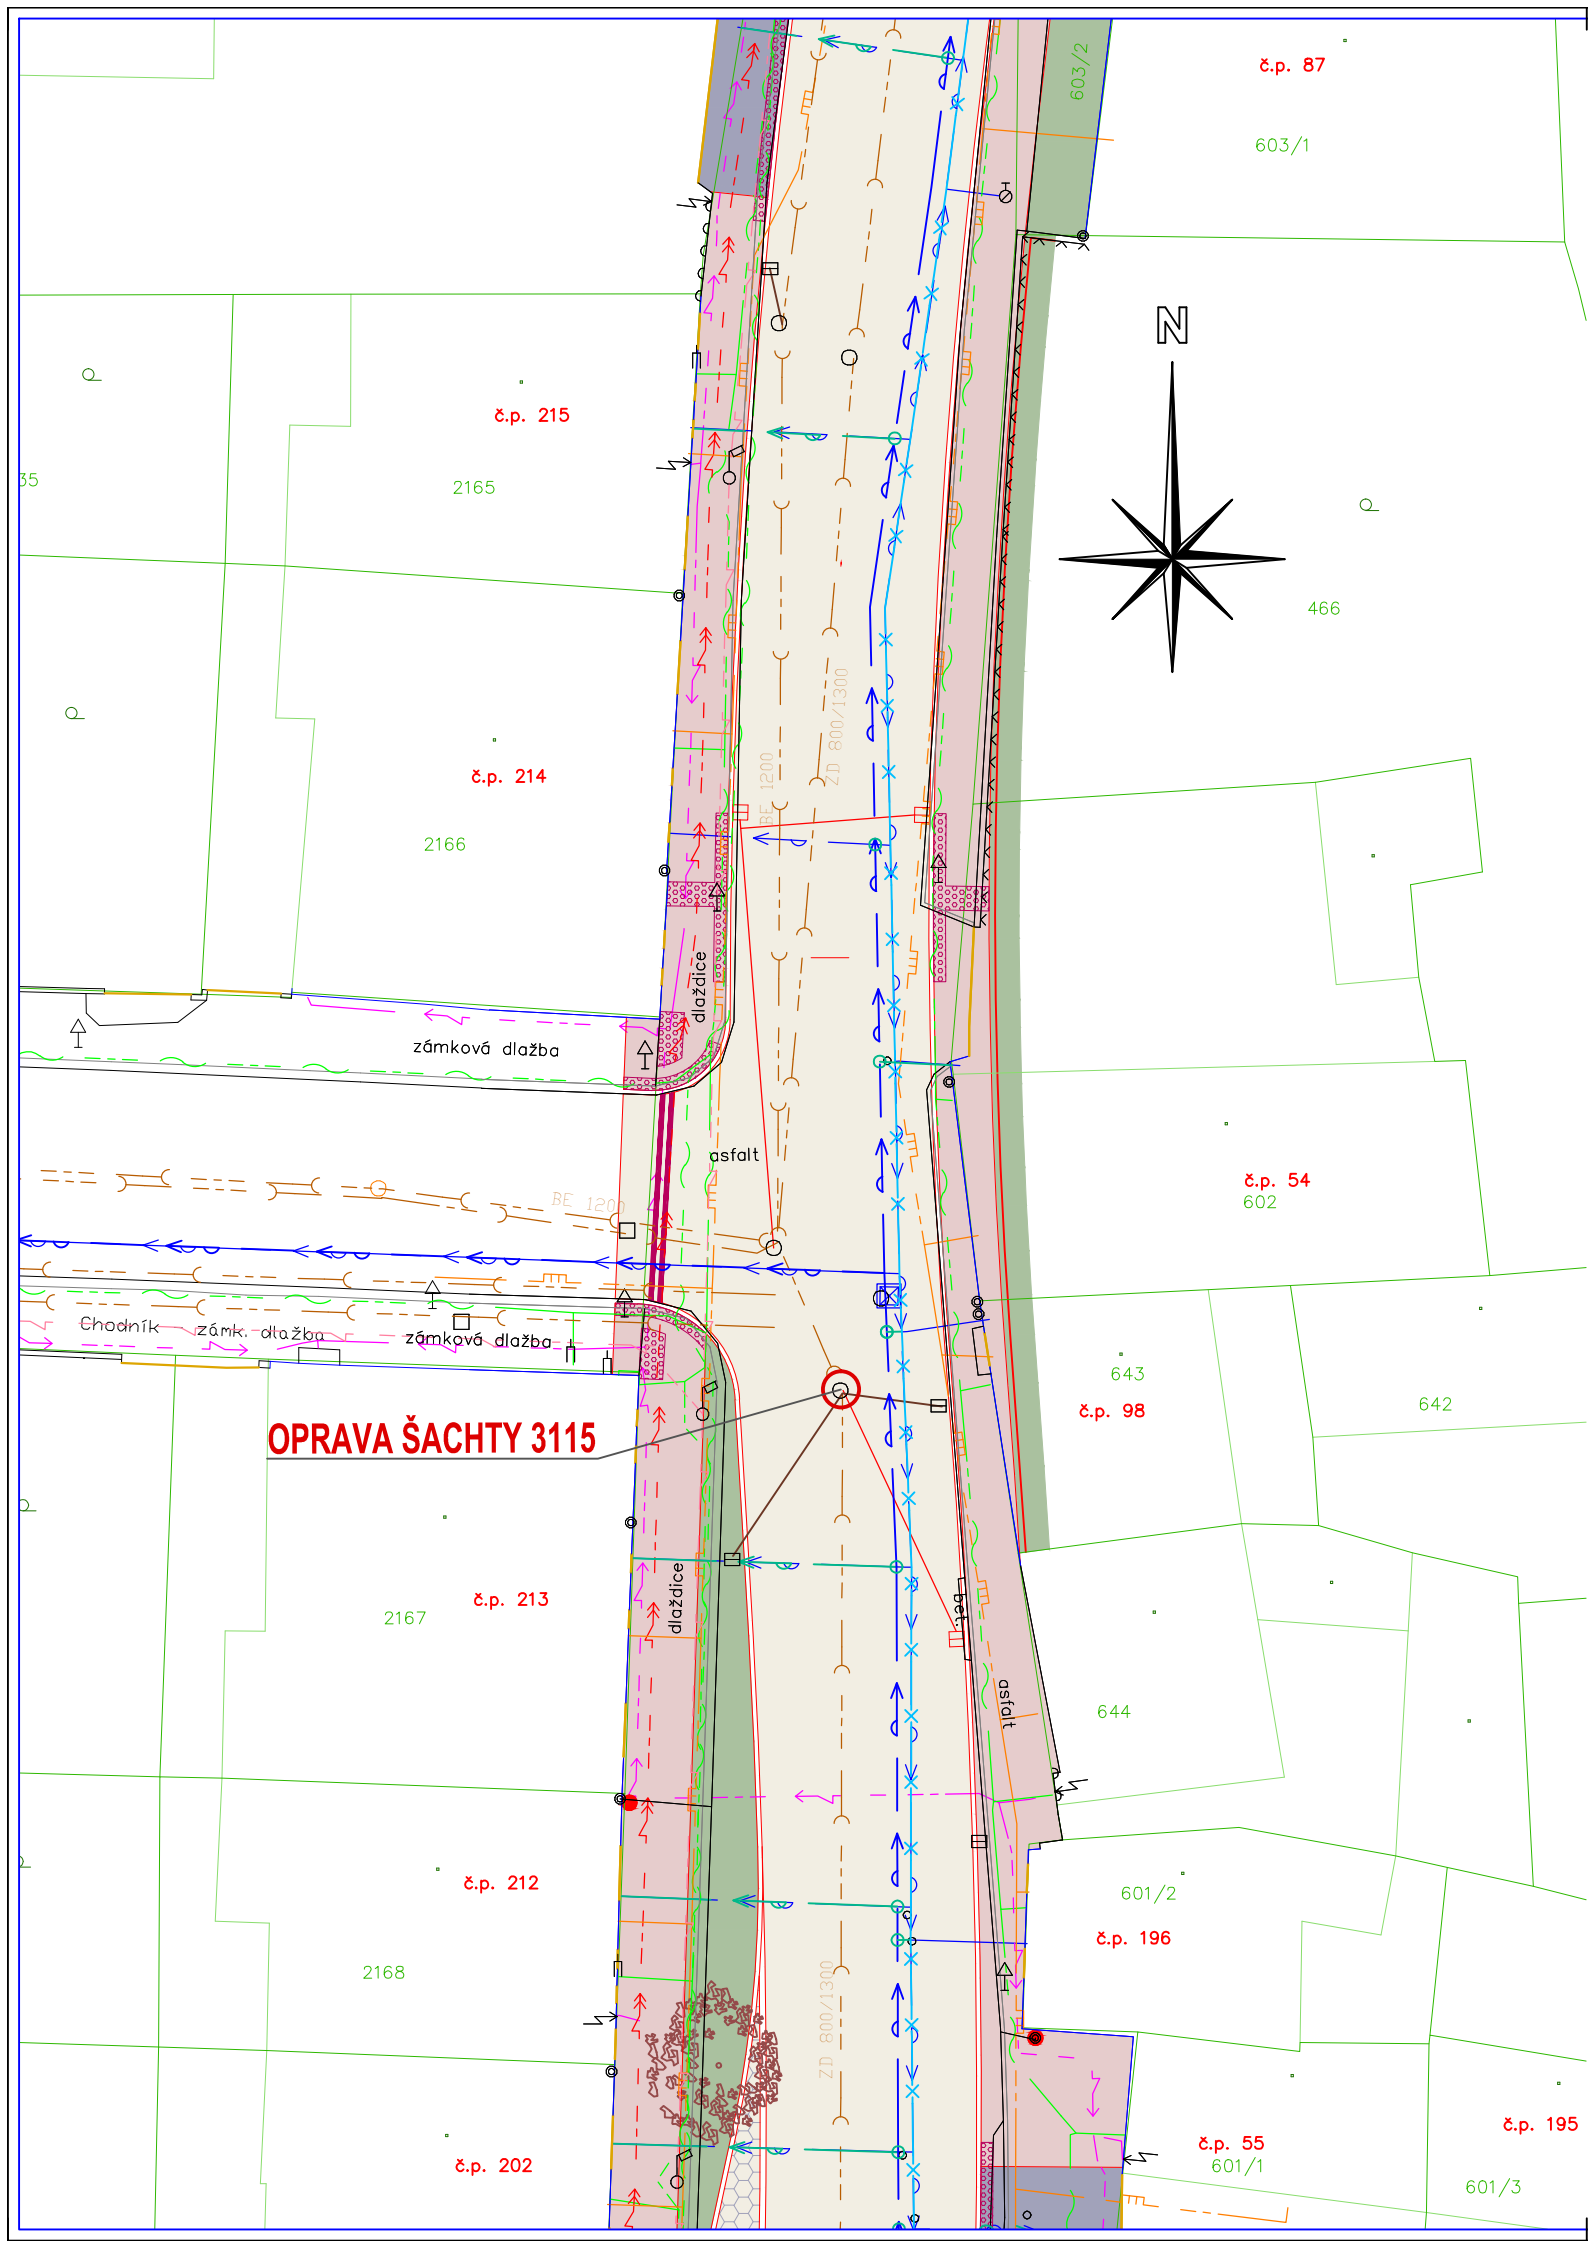 č.p. 87
603/2
603/1
N
č.p. 215
35
2165
466
ZD 800/1300
BE 1200
č.p. 214
2166
dlaždice
zámková dlažba
asfalt
č.p. 54
602
BE 1200
Chodník
zámk. dlažba
zámková dlažba
643
č.p. 98
642
OPRAVA ŠACHTY 3115
dlaždice
č.p. 213
2167
bet.
asfalt
644
č.p. 212
601/2
č.p. 196
2168
ZD 800/1300
č.p. 195
č.p. 55
601/1
č.p. 202
601/3